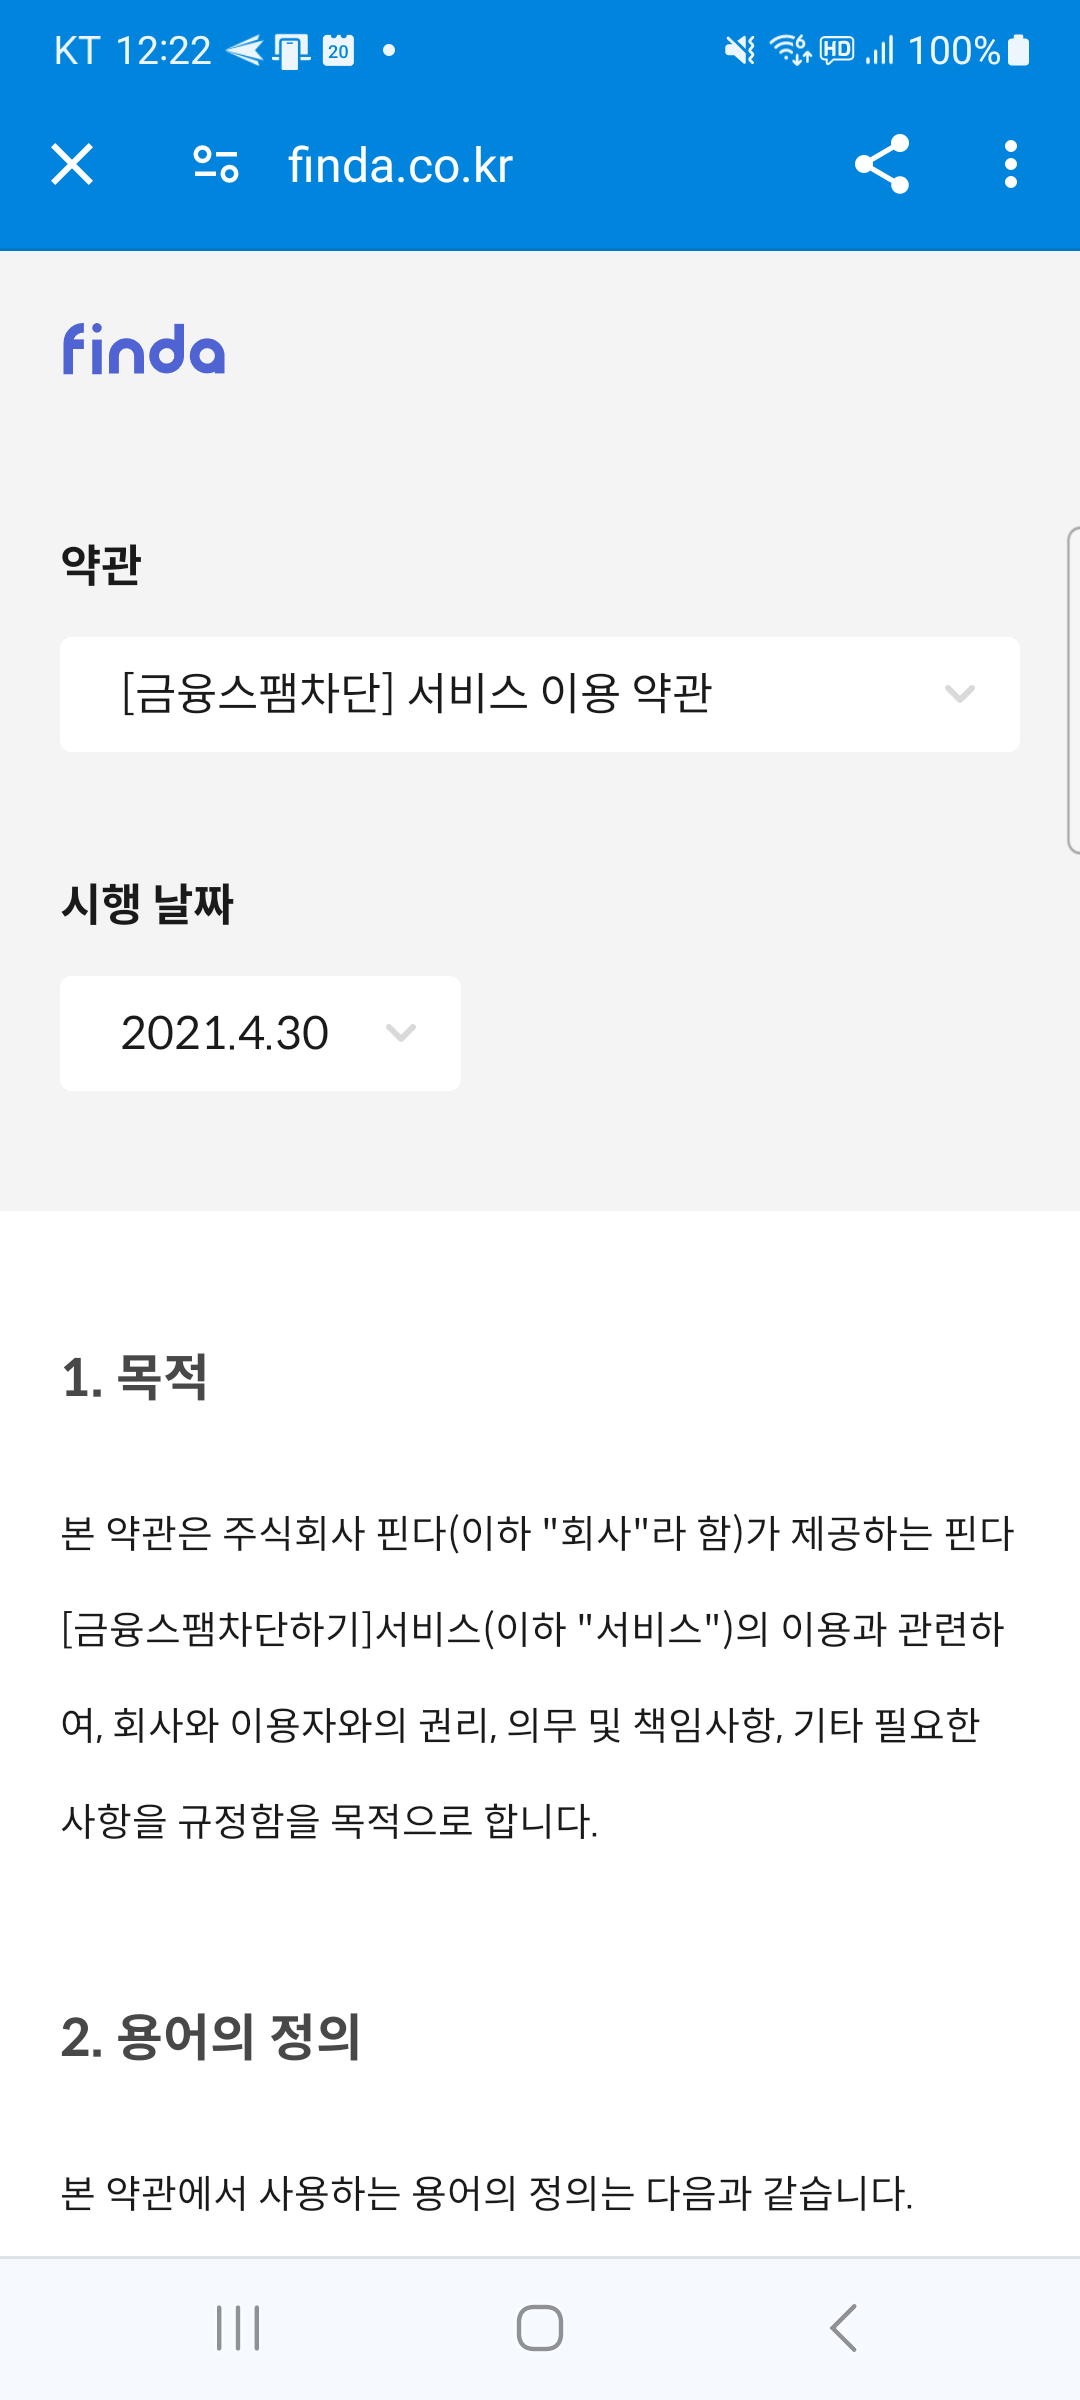 KT 12:22 20
HD 100%
finda.co.kr
finda
약관
[금융스팸차단] 서비스 이용 약관
시행 날짜
2021.4.30
1. 목적
본 약관은 주식회사 핀다(이하 "회사"라 함)가 제공하는 핀다
[금융스팸차단하기]서비스(이하 "서비스")의 이용과 관련하
여, 회사와 이용자와의 권리, 의무 및 책임사항, 기타 필요한
사항을 규정함을 목적으로 합니다.
2. 용어의 정의
본 약관에서 사용하는 용어의 정의는 다음과 같습니다.